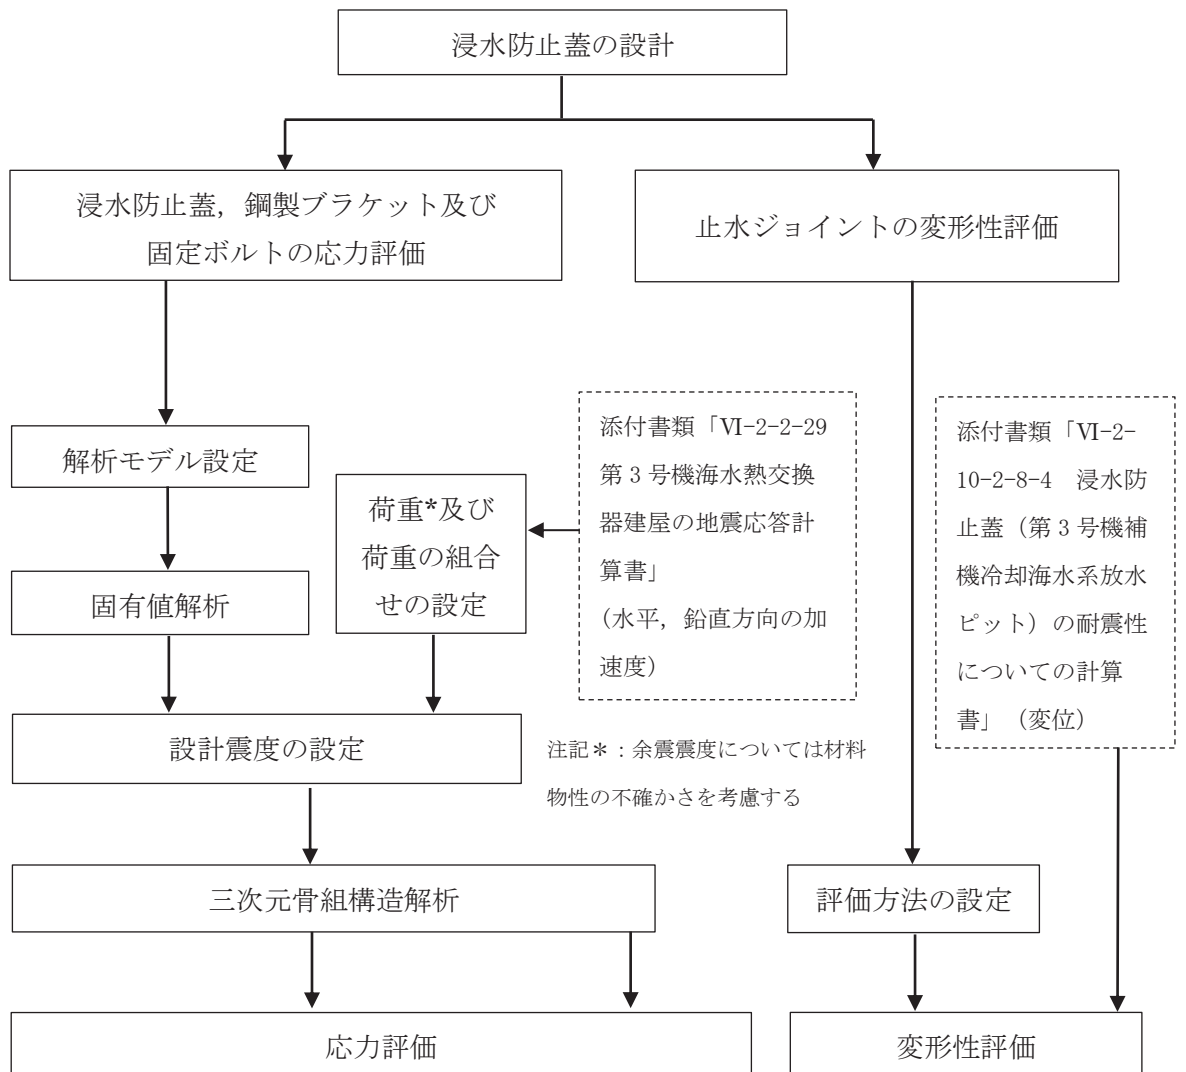 浸水防止蓋の設計
浸水防止蓋，鋼製ブラケット及び
固定ボルトの応力評価
止水ジョイントの変形性評価
解析モデル設定
固有値解析
荷重*及び
荷重の組合
せの設定
添付書類「Ⅵ-2-2-29
第 3 号機海水熱交換
器建屋の地震応答計
算書」
（水平，鉛直方向の加
速度）
添付書類「Ⅵ-2-
10-2-8-4　浸水防
止蓋（第 3 号機補
機冷却海水系放水
ピット）の耐震性
についての計算
書」（変位）
設計震度の設定
注記＊：余震震度については材料
物性の不確かさを考慮する
三次元骨組構造解析
評価方法の設定
応力評価
変形性評価